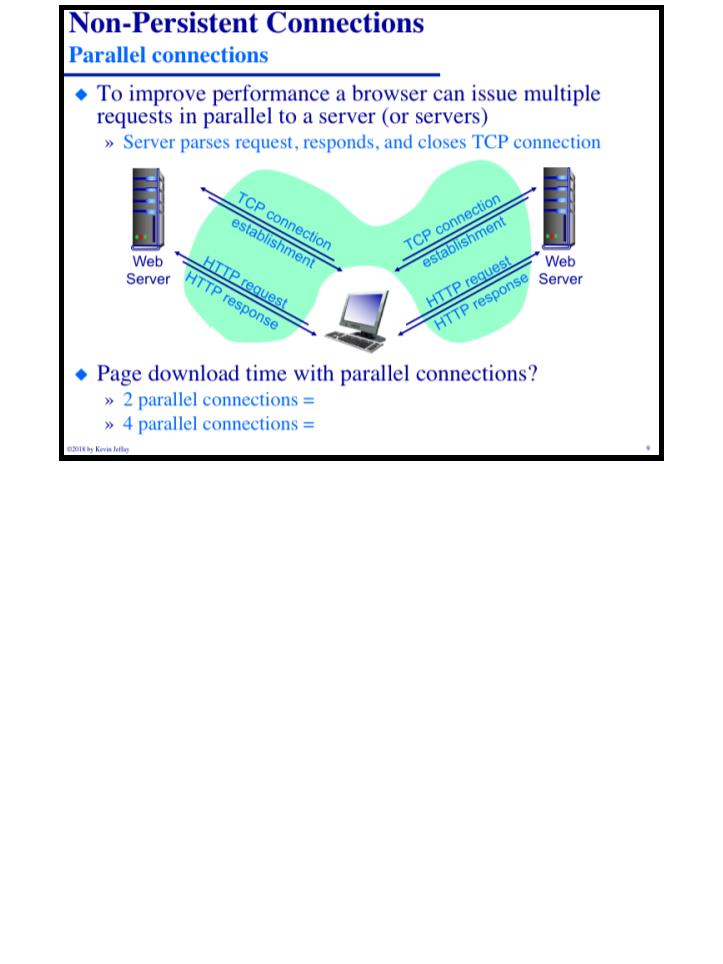 Non-Persistent Connections
Parallel connections
◆ To improve performance a browser can issue multiple
requests in parallel to a server (or servers)
» Server parses request, responds, and closes TCP connection
TCP connection
establishment
HTTP request
HTTP response
Web
Server
TCP connection
establishment
HTTP request
HTTP response
Web
Server
◆ Page download time with parallel connections?
» 2 parallel connections =
» 4 parallel connections =
©2018 by Kevin Jeffay
9